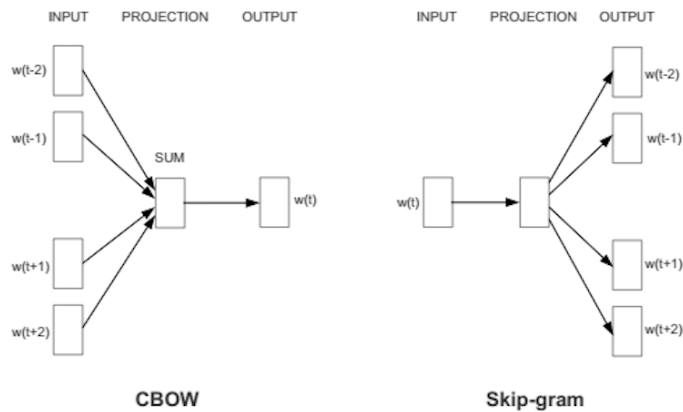 INPUT PROJECTION OUTPUT
w(t-2)
w(t-1)
SUM
w(t)
w(t+1)
w(t+2)
CBOW
INPUT PROJECTION OUTPUT
w(t-2)
w(t-1)
w(t)
w(t+1)
w(t+2)
Skip-gram